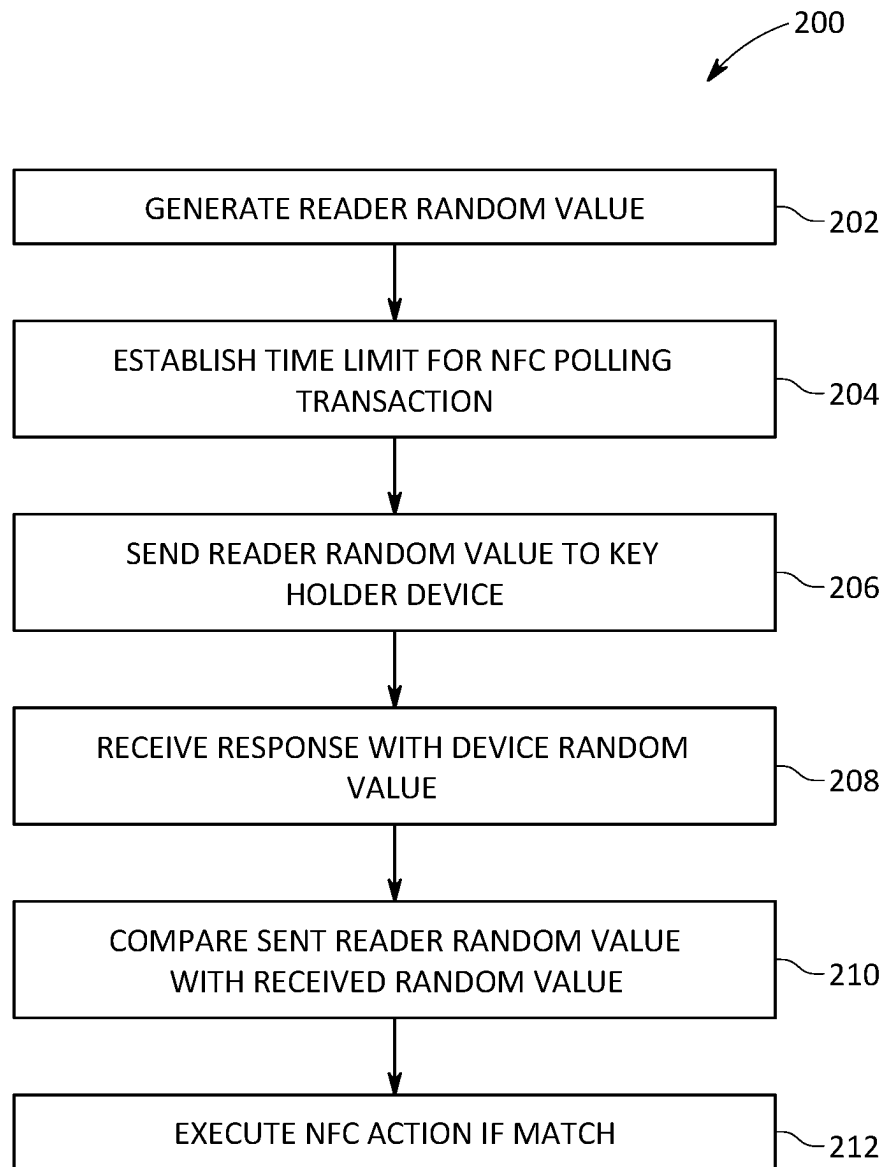 200
GENERATE READER RANDOM VALUE
202
ESTABLISH TIME LIMIT FOR NFC POLLING
TRANSACTION
204
SEND READER RANDOM VALUE TO KEY
HOLDER DEVICE
206
RECEIVE RESPONSE WITH DEVICE RANDOM
VALUE
208
COMPARE SENT READER RANDOM VALUE
WITH RECEIVED RANDOM VALUE
210
EXECUTE NFC ACTION IF MATCH
212